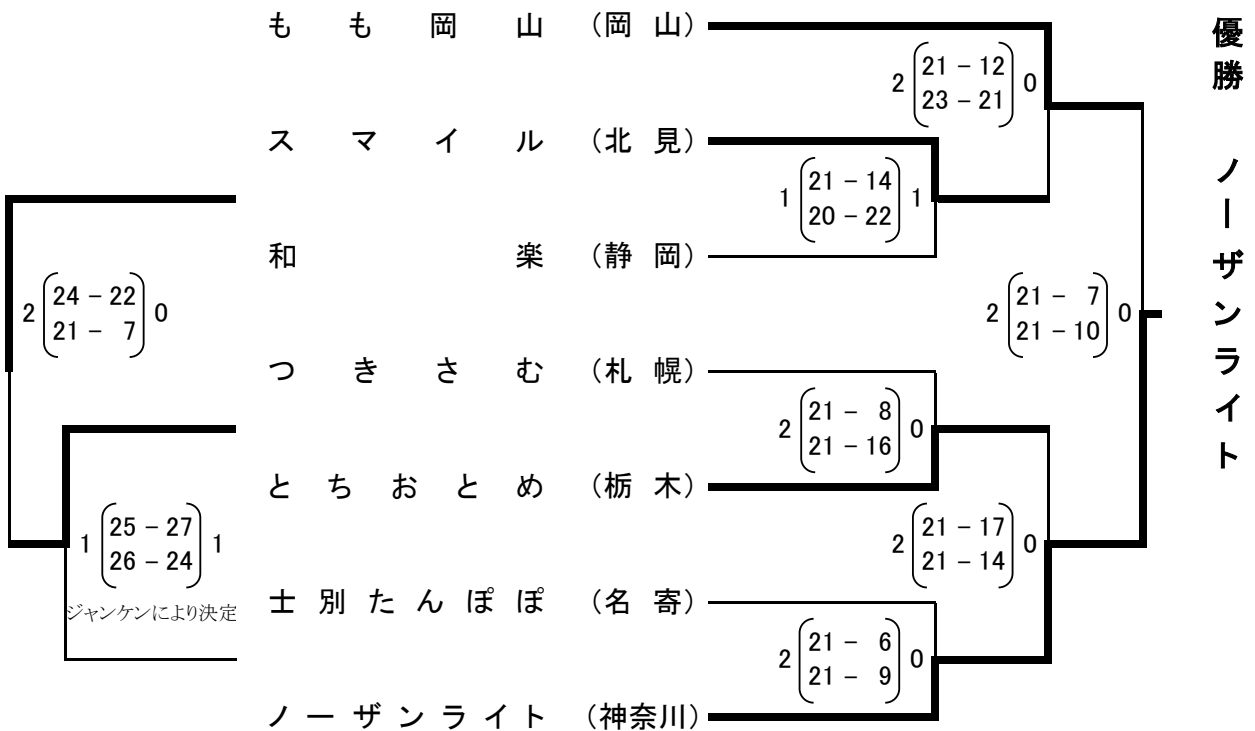 もも岡山 （岡山）
2 21 － 12 0
23 － 21
スマイル （北見）
1 21 － 14 1
20 － 22
和楽 （静岡）
2 24 － 22 0
21 － 7
2 21 － 7 0
21 － 10
つきさむ （札幌）
2 21 － 8 0
21 － 16
とちおとめ （栃木）
1 25 － 27 1
26 － 24
ジャンケンにより決定
2 21 － 17 0
21 － 14
士別たんぽぽ （名寄）
2 21 － 6 0
21 － 9
ノーザンライト （神奈川）
優勝 ノーザンライト